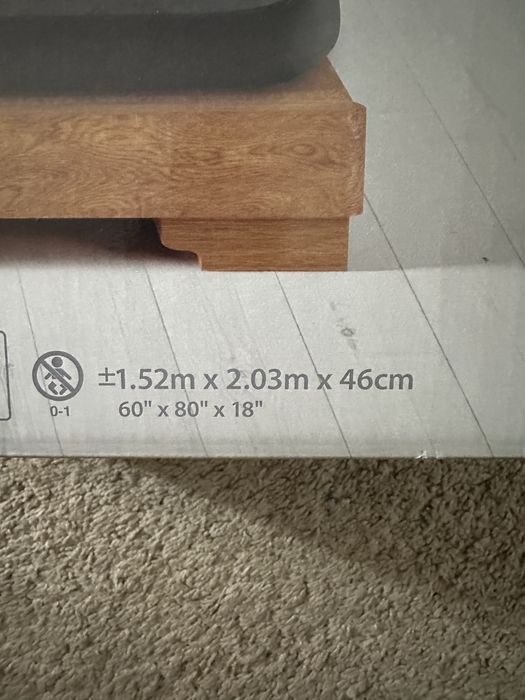 ±1.52m x 2.03m x 46cm
0-1
60" x 80" x 18"